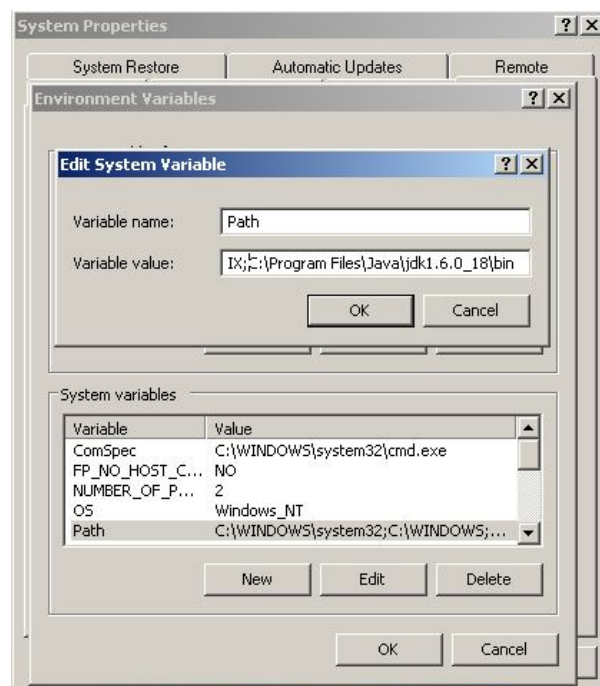 System Properties
System Restore Automatic Updates Remote
Environment Variables
Edit System Variable
Variable name: Path
Variable value: IX;C:\Program Files\Java\jdk1.6.0_18\bin
OK Cancel
System variables
Variable Value
ComSpec C:\WINDOWS\system32\cmd.exe
FP_NO_HOST_C... NO
NUMBER_OF_P... 2
OS Windows_NT
Path C:\WINDOWS\system32;C:\WINDOWS;...
New Edit Delete
OK Cancel